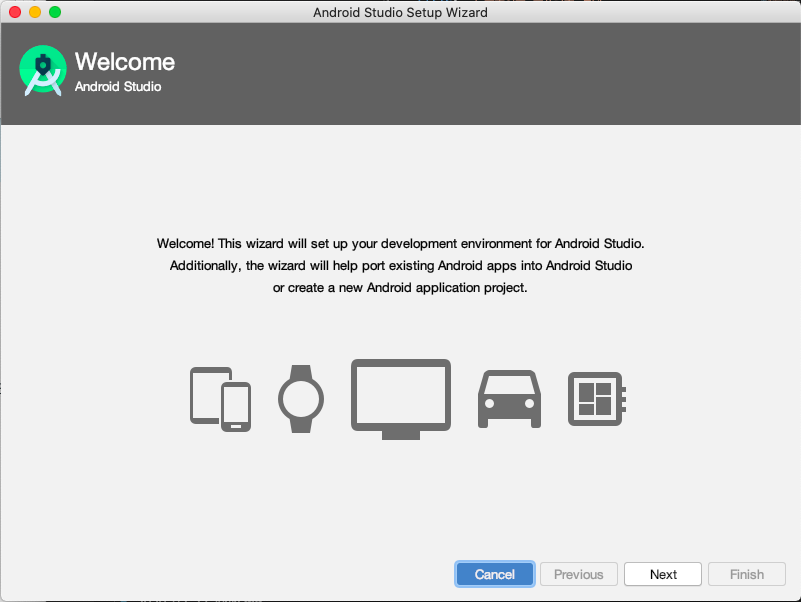 Android Studio Setup Wizard
Welcome
Android Studio
Welcome! This wizard will set up your development environment for Android Studio.
Additionally, the wizard will help port existing Android apps into Android Studio
or create a new Android application project.
Cancel
Previous
Next
Finish